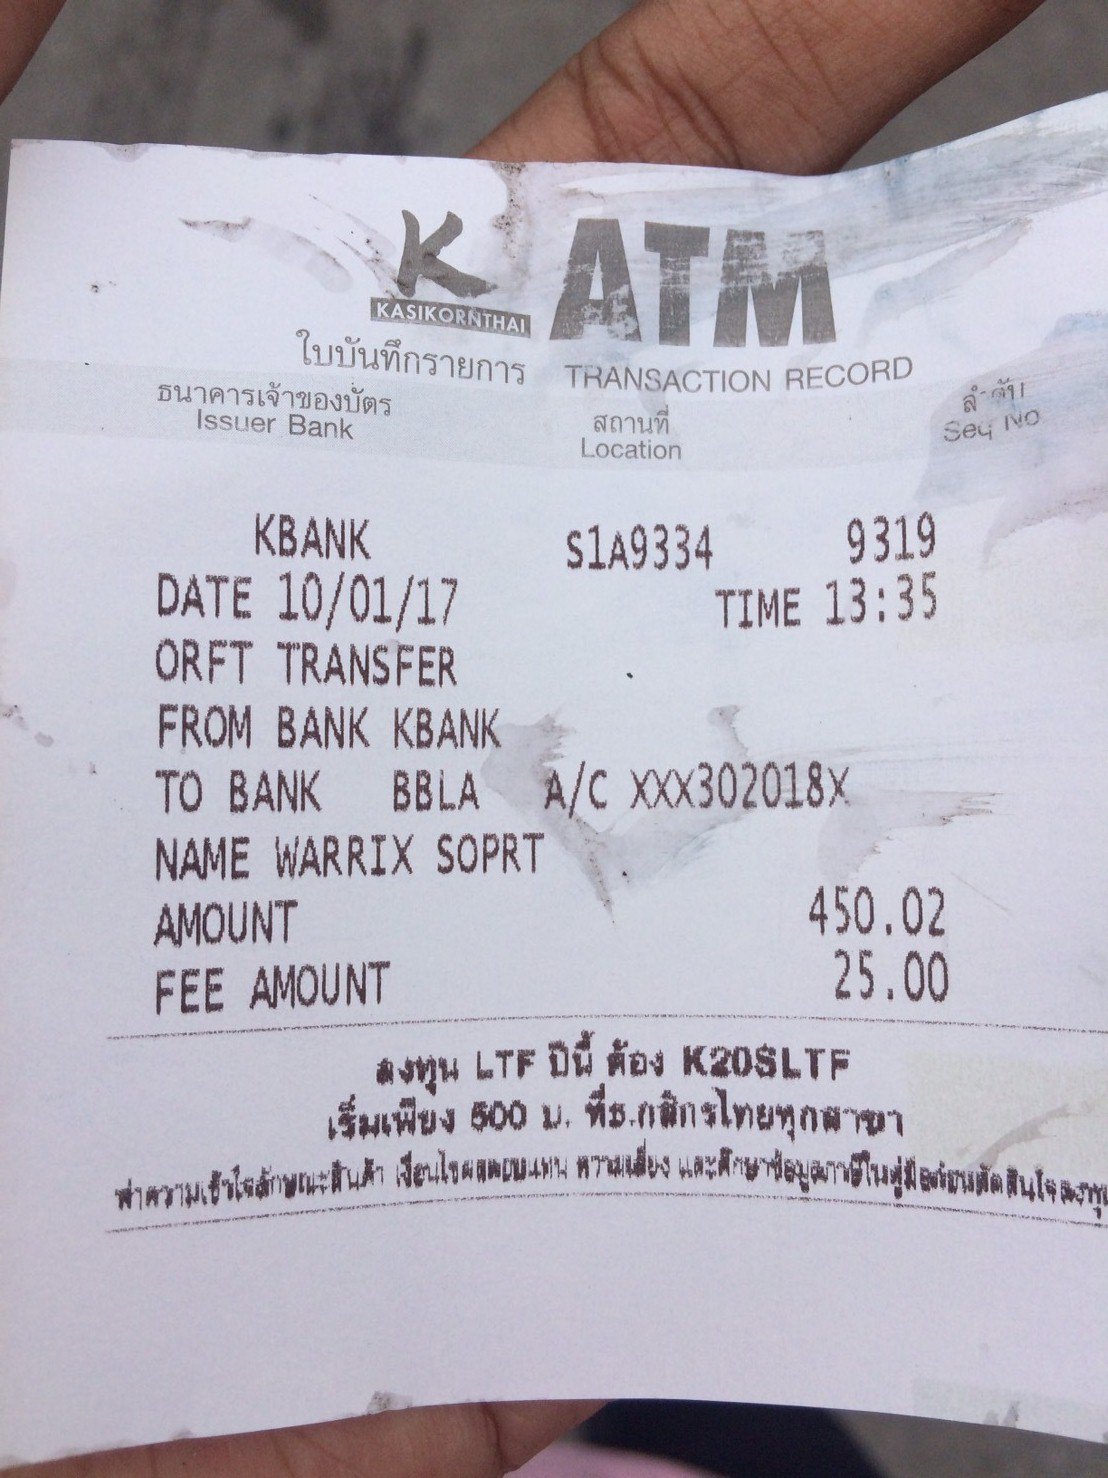 K ATM
KASIKORNTHAI
ใบบันทึกรายการ TRANSACTION RECORD
ธนาคารเจ้าของบัตร สถานที่ ลำดับ
Issuer Bank Location Seq No
KBANK S1A9334 9319
DATE 10/01/17 TIME 13:35
ORFT TRANSFER
FROM BANK KBANK
TO BANK BBLA A/C XXX302018X
NAME WARRIX SOPRT
AMOUNT 450.02
FEE AMOUNT 25.00
ลงทุน LTF ปีนี้ ต้อง K20SLTF
เริ่มเพียง 500 บ. ที่ธ.กสิกรไทยทุกสาขา
ทำความเข้าใจลักษณะสินค้า เงื่อนไขผลตอบแทน ความเสี่ยง และศึกษาข้อมูลภาษีในคู่มือก่อนตัดสินใจลงทุน